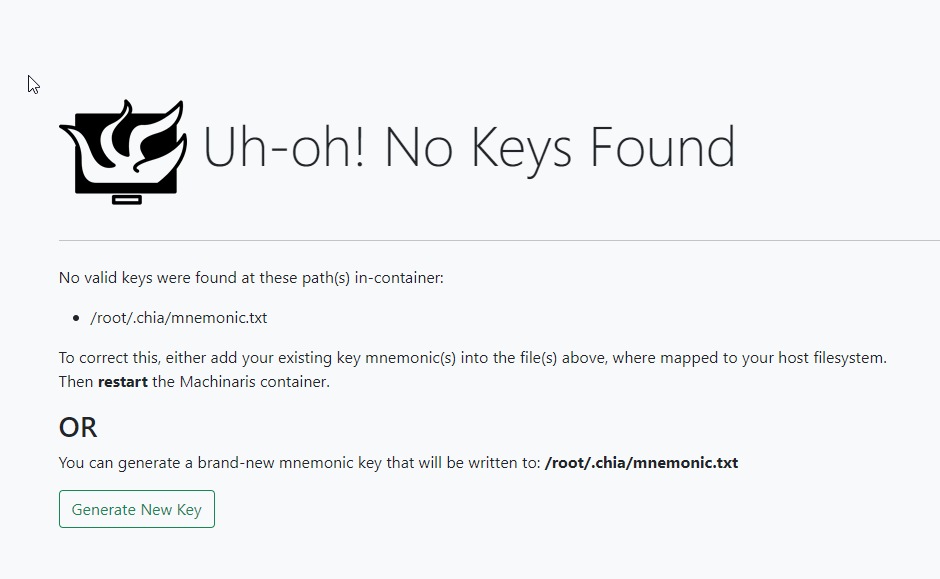 Uh-oh! No Keys Found
No valid keys were found at these path(s) in-container:
• /root/.chia/mnemonic.txt
To correct this, either add your existing key mnemonic(s) into the file(s) above, where mapped to your host filesystem.
Then restart the Machinaris container.
OR
You can generate a brand-new mnemonic key that will be written to: /root/.chia/mnemonic.txt
Generate New Key